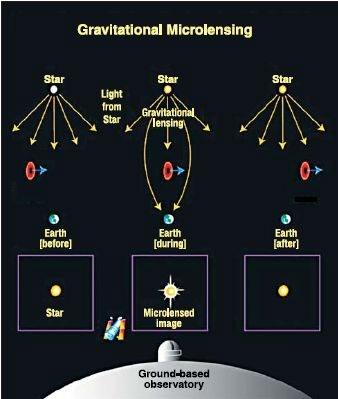 Gravitational Microlensing
Star
Star
Star
Light
from
Star
Gravitational
lensing
Earth
[before]
Earth
[during]
Earth
[after]
Star
Microlensed
image
Ground-based
observatory